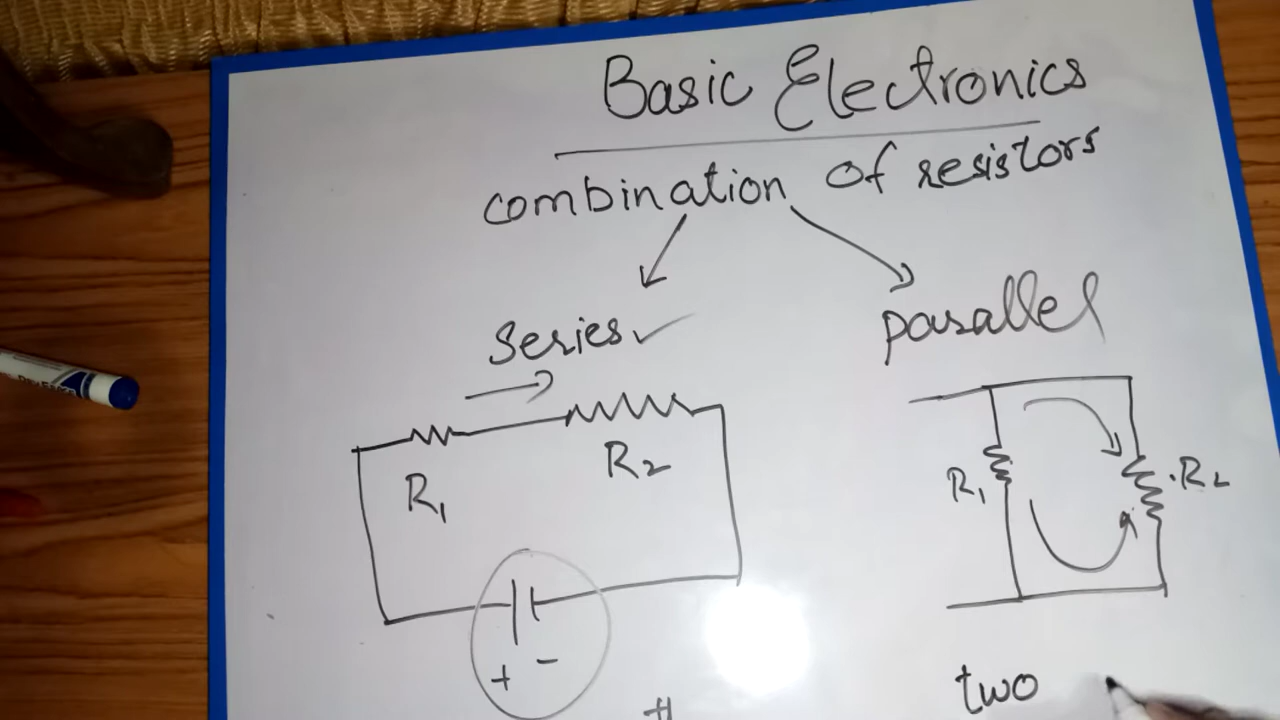 Basic Electronics
combination of resistors
series parallel
R₁ R₂
R₁ R₂
+ -
two